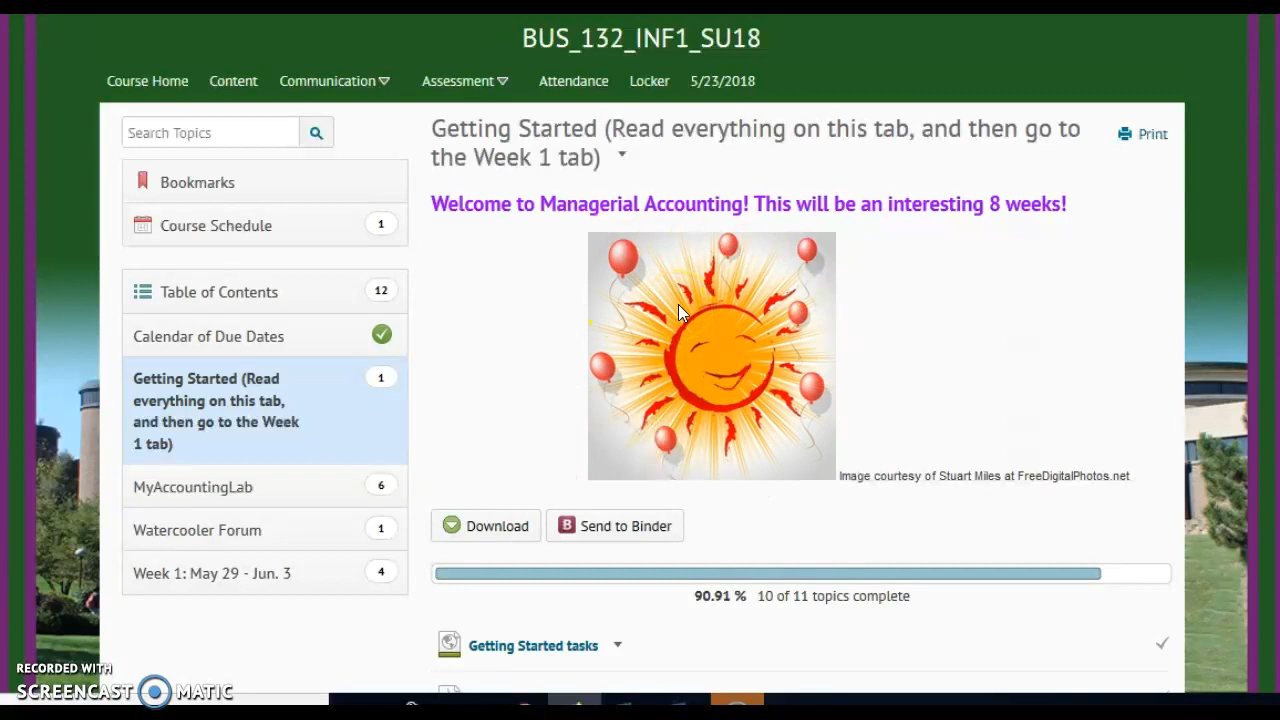 BUS_132_INF1_SU18
Course Home Content Communication Assessment Attendance Locker 5/23/2018
Search Topics
Bookmarks
Course Schedule 1
Table of Contents 12
Calendar of Due Dates
Getting Started (Read
everything on this tab,
and then go to the Week
1 tab)
1
MyAccountingLab 6
Watercooler Forum 1
Week 1: May 29 - Jun. 3 4
Getting Started (Read everything on this tab, and then go to
the Week 1 tab)
Print
Welcome to Managerial Accounting! This will be an interesting 8 weeks!
Image courtesy of Stuart Miles at FreeDigitalPhotos.net
Download B Send to Binder
90.91 % 10 of 11 topics complete
Getting Started tasks
RECORDED WITH
SCREENCAST MATIC